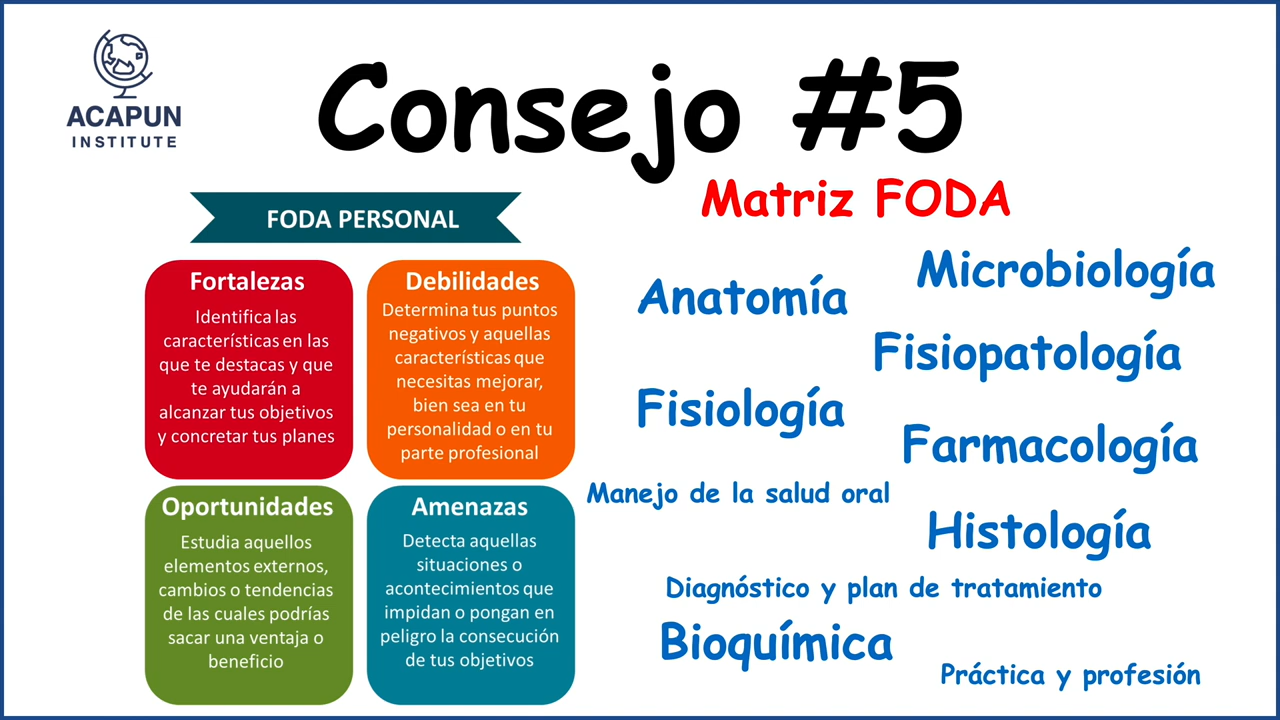 ACAPUN
INSTITUTE
Consejo #5
Matriz FODA
FODA PERSONAL
Fortalezas
Identifica las
características en las
que te destacas y que
te ayudarán a
alcanzar tus objetivos
y concretar tus planes
Debilidades
Determina tus puntos
negativos y aquellas
características que
necesitas mejorar,
bien sea en tu
personalidad o en tu
parte profesional
Oportunidades
Estudia aquellos
elementos externos,
cambios o tendencias
de las cuales podrías
sacar una ventaja o
beneficio
Amenazas
Detecta aquellas
situaciones o
acontecimientos que
impidan o pongan en
peligro la consecución
de tus objetivos
Microbiología
Anatomía
Fisiopatología
Fisiología
Farmacología
Manejo de la salud oral
Histología
Diagnóstico y plan de tratamiento
Bioquímica
Práctica y profesión